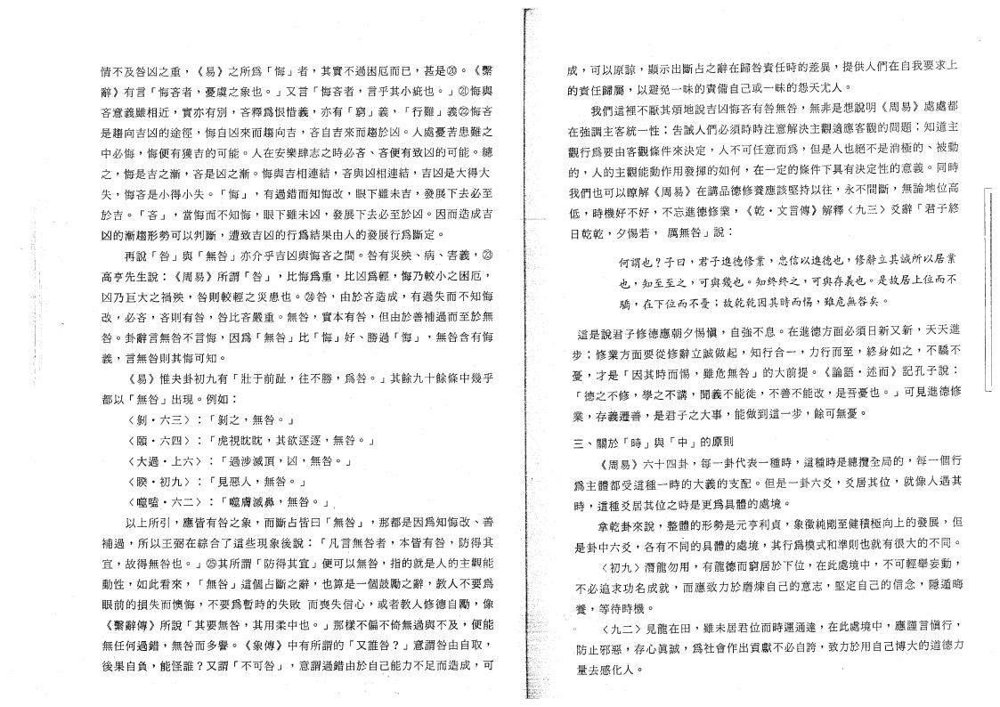 情不及咎凶之重，《易》之所爲「悔」者，其實不過困厄而已，甚是⑳。《繫
辭》有言「悔吝者，憂虞之象也。」又言「悔吝者，言乎其小疵也。」㉑悔與
吝意義雖相近，實亦有別，吝釋爲恨惜義，亦有「窮」義，「行難」義㉒悔吝
是趨向吉凶的途徑，悔自凶來而趨向吉，吝自吉來而趨於凶。人處憂苦患難之
中必悔，悔便有獲吉的可能。人在安樂肆志之時必吝、吝便有致凶的可能。總
之，悔是吉之漸，吝是凶之漸。悔與吉相連結，吝與凶相連結，吉凶是大得大
失，悔吝是小得小失。「悔」，有過錯而知悔改，眼下雖未吉，發展下去必至
於吉。「吝」，當悔而不知悔，眼下雖未凶，發展下去必至於凶。因而造成吉
凶的漸趨形勢可以判斷，遭致吉凶的行爲結果由人的發展行爲斷定。
再說「咎」與「無咎」亦介乎吉凶與悔吝之間。咎有災殃、病、害義，㉓
高亨先生說：《周易》所謂「咎」，比悔爲重，比凶爲輕，悔乃較小之困厄，
凶乃巨大之禍殃，咎則較輕之災患也。㉔咎，由於吝造成，有過失而不知悔
改，必吝，吝則有咎，咎比吝嚴重。無咎，實本有咎，但由於善補過而至於無
咎。卦辭言無咎不言悔，因爲「無咎」比「悔」好、勝過「悔」，無咎含有悔
義，言無咎則其悔可知。
《易》惟夬卦初九有「壯于前趾，往不勝，爲咎。」其餘九十餘條中幾乎
都以「無咎」出現。例如：
〈剝・六三〉：「剝之，無咎。」
〈頤・六四〉：「虎視眈眈，其欲逐逐，無咎。」
〈大過・上六〉：「過涉滅頂，凶，無咎。」
〈睽・初九〉：「見惡人，無咎。」
〈噬嗑・六二〉：「噬膚滅鼻，無咎。」
以上所引，應皆有咎之象，而斷占皆曰「無咎」，那都是因爲知悔改、善
補過，所以王弼在綜合了這些現象後說：「凡言無咎者，本皆有咎，防得其
宜，故得無咎也。」㉕其所謂「防得其宜」便可以無咎，指的就是人的主觀能
動性，如此看來，「無咎」這個占斷之辭，也算是一個鼓勵之辭，教人不要爲
眼前的損失而懊悔，不要爲暫時的失敗 而喪失信心，或者教人修德自勵，像
《繫辭傳》所說「其要無咎，其用柔中也。」那樣不偏不倚無過與不及，便能
無任何過錯，無咎而多譽。《象傳》中有所謂的「又誰咎？」意謂咎由自取，
後果自負，能怪誰？又謂「不可咎」，意謂過錯由於自己能力不足而造成，可
成，可以原諒，顯示出斷占之辭在歸咎責任時的差異，提供人們在自我要求上
的責任歸屬，以避免一昧的責備自己或一昧的怨天尤人。
我們這裡不厭其煩地說吉凶悔吝有咎無咎，無非是想說明《周易》處處都
在強調主客統一性；告誡人們必須時時注意解決主觀適應客觀的問題；知道主
觀行爲要由客觀條件來決定，人不可任意而爲，但是人也絕不是消極的、被動
的，人的主觀能動作用發揮的如何，在一定的條件下具有決定性的意義。同時
我們也可以瞭解《周易》在講品德修養應該堅持以往，永不間斷，無論地位高
低，時機好不好，不忘進德修業，《乾・文言傳》解釋〈九三〉爻辭「君子終
日乾乾，夕惕若， 厲無咎」說：
何謂也？子曰，君子進德修業，忠信以進德也，修辭立其誠所以居業
也，知至至之，可與幾也。知終終之，可與存義也。是故居上位而不
驕，在下位而不憂；故乾乾因其時而惕，雖危無咎矣。
這是說君子修德應朝夕惕慎，自強不息。在進德方面必須日新又新，天天進
步；修業方面要從修辭立誠做起，知行合一，力行而至，終身如之，不驕不
憂，才是「因其時而惕，雖危無咎」的大前提。《論語・述而》記孔子說：
「德之不修，學之不講，聞義不能徙，不善不能改，是吾憂也。」可見進德修
業，存義遷善，是君子之大事，能做到這一步，餘可無憂。
三、關於「時」與「中」的原則
《周易》六十四卦，每一卦代表一種時，這種時是總攬全局的，每一個行
爲主體都受這種一時的大義的支配。但是一卦六爻，爻居其位，就像人遇其
時，這種爻居其位之時是更爲具體的處境。
拿乾卦來說，整體的形勢是元亨利貞，象徵純剛至健積極向上的發展，但
是卦中六爻，各有不同的具體的處境，其行爲模式和準則也就有很大的不同。
〈初九〉潛龍勿用，有龍德而窮居於下位，在此處境中，不可輕舉妄動，
不必追求功名成就，而應致力於磨煉自己的意志，堅定自己的信念，隱遁晦
養，等待時機。
〈九二〉見龍在田，雖未居君位而時運通達，在此處境中，應謹言慎行，
防止邪惡，存心眞誠，爲社會作出貢獻不必自誇，致力於用自己博大的道德力
量去感化人。